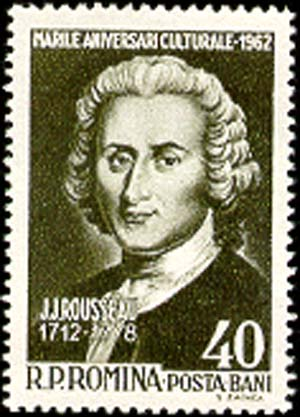 MARILE ANIVERSARI CULTURALE-1962
J.J.ROUSSEAU
1712-1778
40
R.P.ROMINA·POSTA·BANI